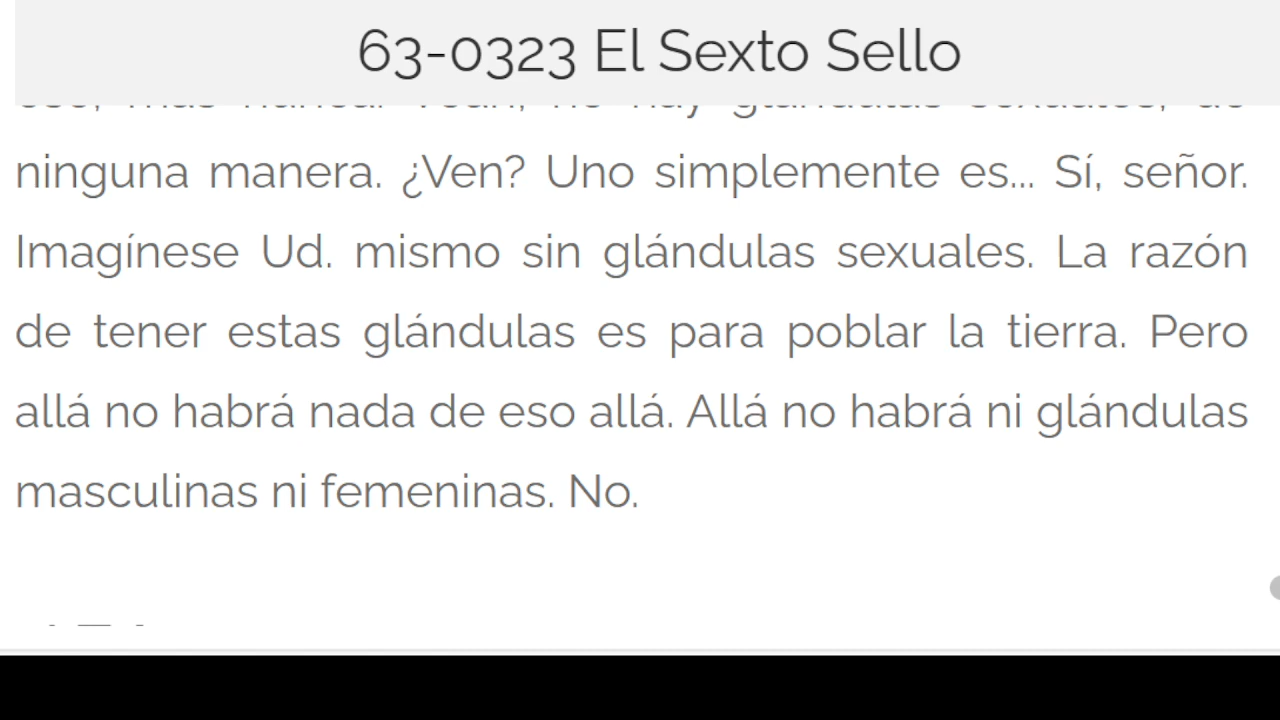 63-0323 El Sexto Sello
ninguna manera. ¿Ven? Uno simplemente es... Sí, señor.
Imagínese Ud. mismo sin glándulas sexuales. La razón
de tener estas glándulas es para poblar la tierra. Pero
allá no habrá nada de eso allá. Allá no habrá ni glándulas
masculinas ni femeninas. No.